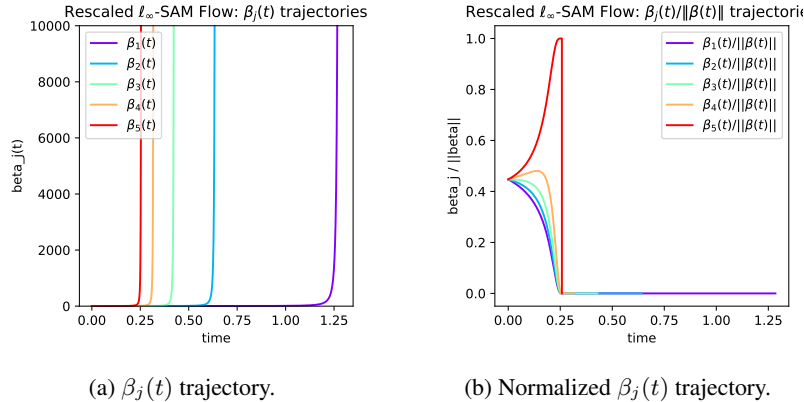 Rescaled ℓ∞-SAM Flow: βj(t) trajectories
10000
8000
6000
4000
2000
0
beta_j(t)
β1(t)
β2(t)
β3(t)
β4(t)
β5(t)
0.00 0.25 0.50 0.75 1.00 1.25
time
(a) βj(t) trajectory.
Rescaled ℓ∞-SAM Flow: βj(t)/‖β(t)‖ trajectorie
1.0
0.8
0.6
0.4
0.2
0.0
beta_j / ||beta||
β1(t)/||β(t)||
β2(t)/||β(t)||
β3(t)/||β(t)||
β4(t)/||β(t)||
β5(t)/||β(t)||
0.00 0.25 0.50 0.75 1.00 1.25
time
(b) Normalized βj(t) trajectory.